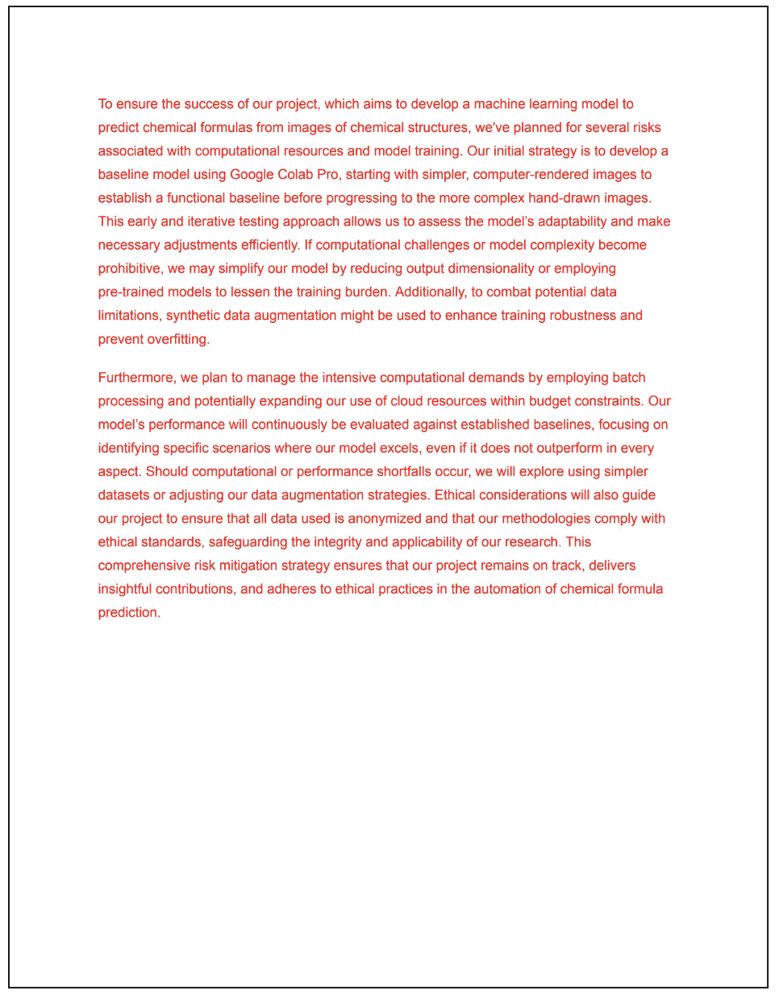 To ensure the success of our project, which aims to develop a machine learning model to
predict chemical formulas from images of chemical structures, we've planned for several risks
associated with computational resources and model training. Our initial strategy is to develop a
baseline model using Google Colab Pro, starting with simpler, computer-rendered images to
establish a functional baseline before progressing to the more complex hand-drawn images.
This early and iterative testing approach allows us to assess the model’s adaptability and make
necessary adjustments efficiently. If computational challenges or model complexity become
prohibitive, we may simplify our model by reducing output dimensionality or employing
pre-trained models to lessen the training burden. Additionally, to combat potential data
limitations, synthetic data augmentation might be used to enhance training robustness and
prevent overfitting.
Furthermore, we plan to manage the intensive computational demands by employing batch
processing and potentially expanding our use of cloud resources within budget constraints. Our
model’s performance will continuously be evaluated against established baselines, focusing on
identifying specific scenarios where our model excels, even if it does not outperform in every
aspect. Should computational or performance shortfalls occur, we will explore using simpler
datasets or adjusting our data augmentation strategies. Ethical considerations will also guide
our project to ensure that all data used is anonymized and that our methodologies comply with
ethical standards, safeguarding the integrity and applicability of our research. This
comprehensive risk mitigation strategy ensures that our project remains on track, delivers
insightful contributions, and adheres to ethical practices in the automation of chemical formula
prediction.